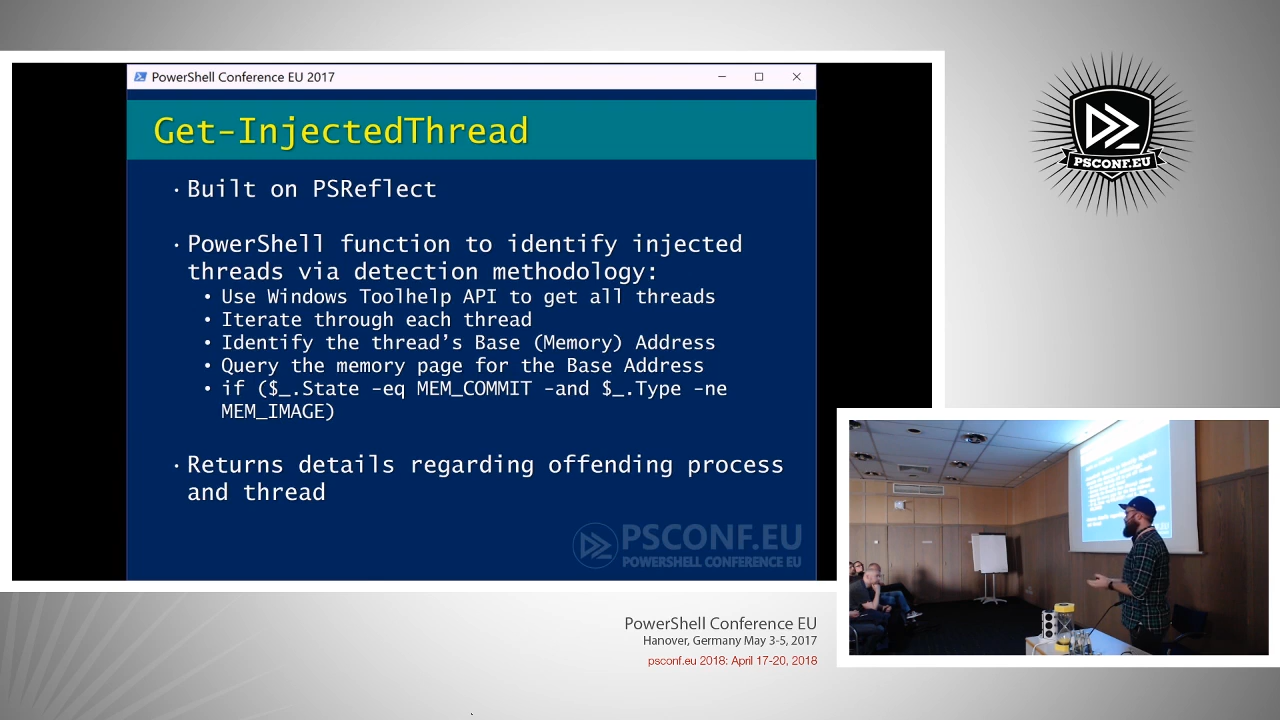 PowerShell Conference EU 2017
Get-InjectedThread
· Built on PSReflect
· PowerShell function to identify injected
threads via detection methodology:
• Use Windows Toolhelp API to get all threads
• Iterate through each thread
• Identify the thread's Base (Memory) Address
• Query the memory page for the Base Address
• if ($_.State -eq MEM_COMMIT -and $_.Type -ne
MEM_IMAGE)
· Returns details regarding offending process
and thread
PSCONF.EU
POWERSHELL CONFERENCE EU
PSCONF.EU
PowerShell Conference EU
Hanover, Germany May 3-5, 2017
psconf.eu 2018: April 17-20, 2018